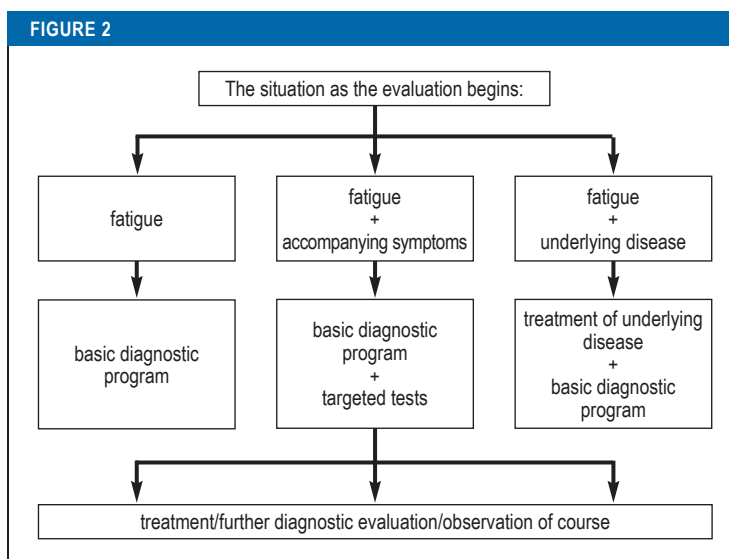 FIGURE 2
The situation as the evaluation begins:
fatigue
fatigue
+
accompanying symptoms
fatigue
+
underlying disease
basic diagnostic
program
basic diagnostic
program
+
targeted tests
treatment of underlying
disease
+
basic diagnostic
program
treatment/further diagnostic evaluation/observation of course